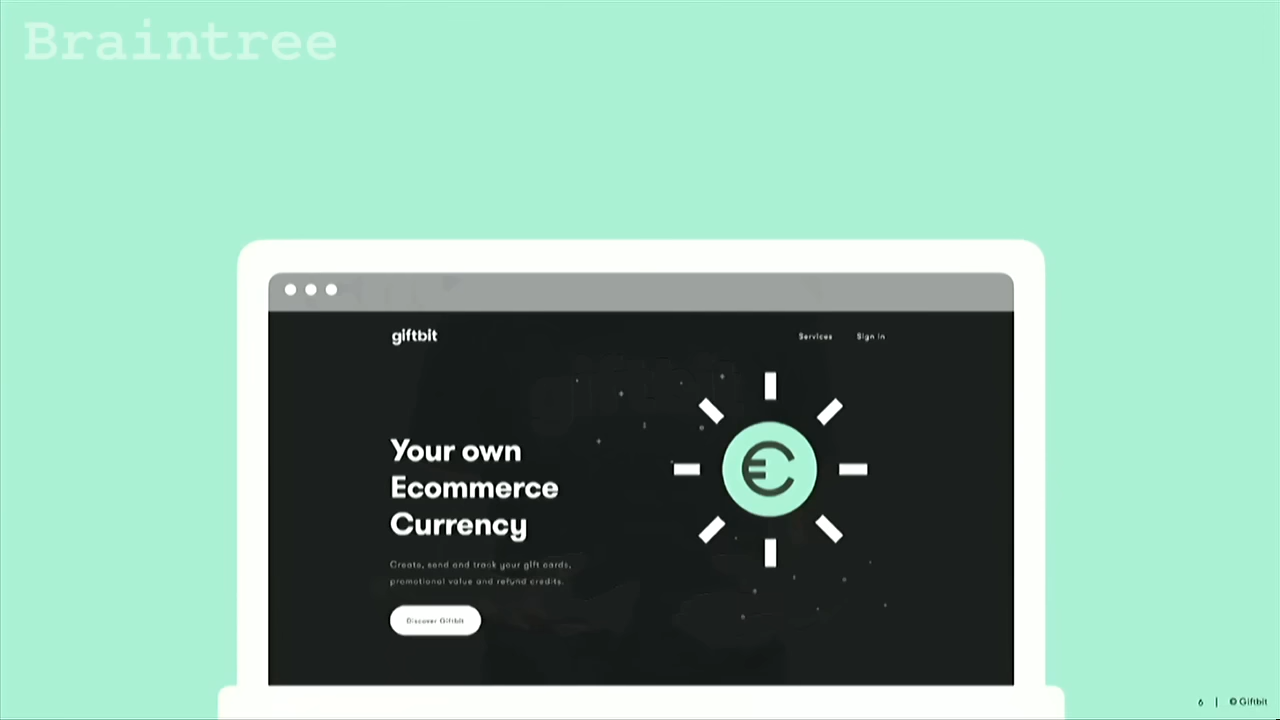 Braintree
giftbit
Services Sign in
Your own
Ecommerce
Currency
Create, send and track your gift cards,
promotional value and refund credits.
Discover Giftbit
6 | © Giftbit